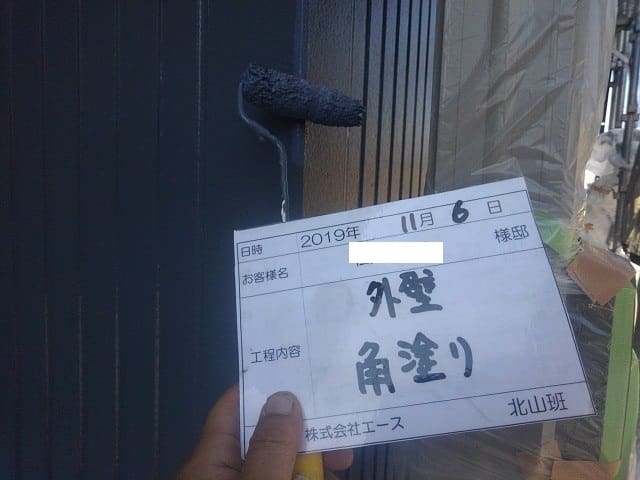 日時 2019年 11月 6日
お客様名 様邸
工程内容 外壁
角塗り
株式会社エース 北山班